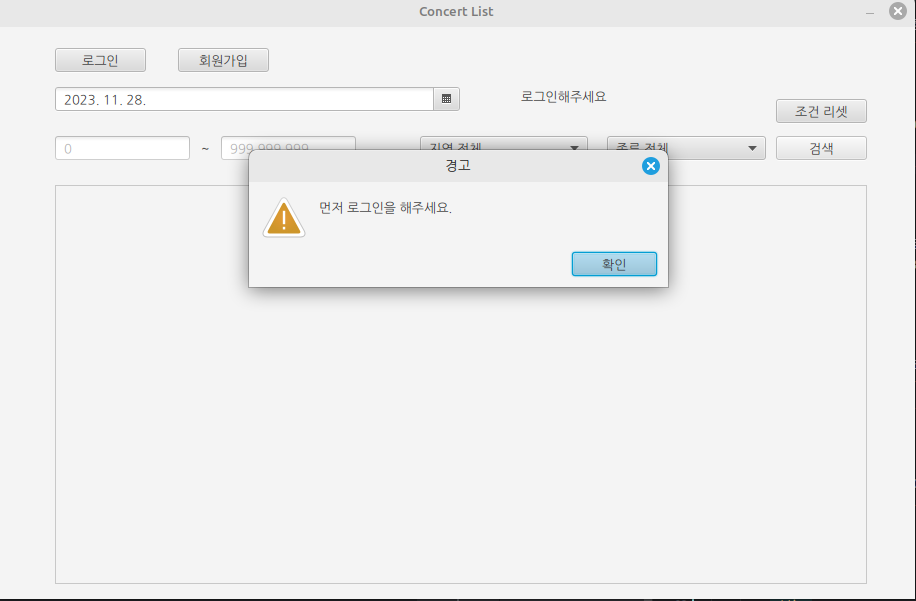 Concert List
로그인
회원가입
2023. 11. 28.
로그인해주세요
조건 리셋
0
~
999,999,999
지역 전체
종류 전체
검색
경고
먼저 로그인을 해주세요.
확인